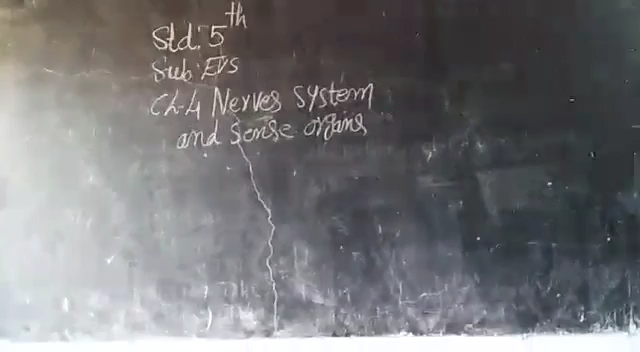 Std: 5th
Sub: EVS
Ch-4 Nerves system
and sense organs